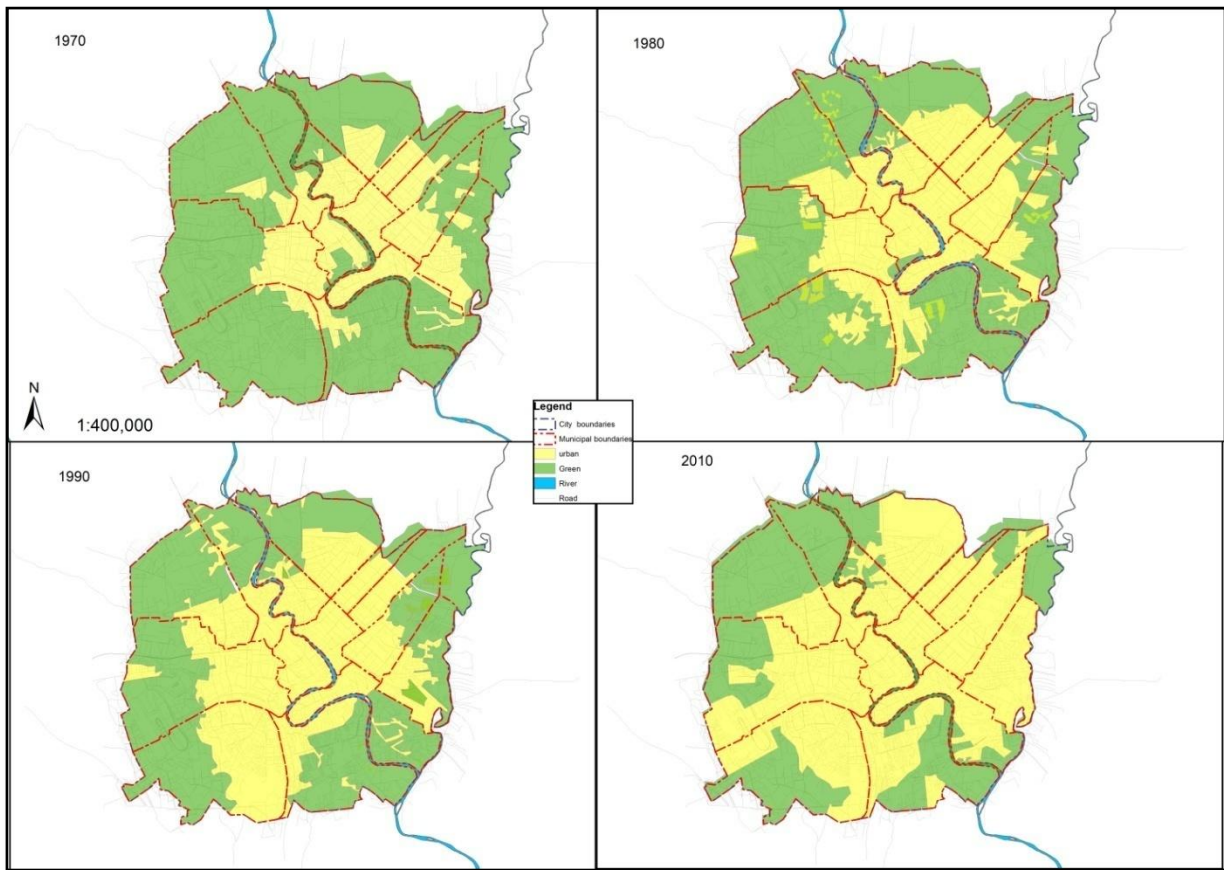 1970
1980
N
1:400,000
Legend
City boundaries
Municipal boundaries
urban
Green
River
Road
1990
2010